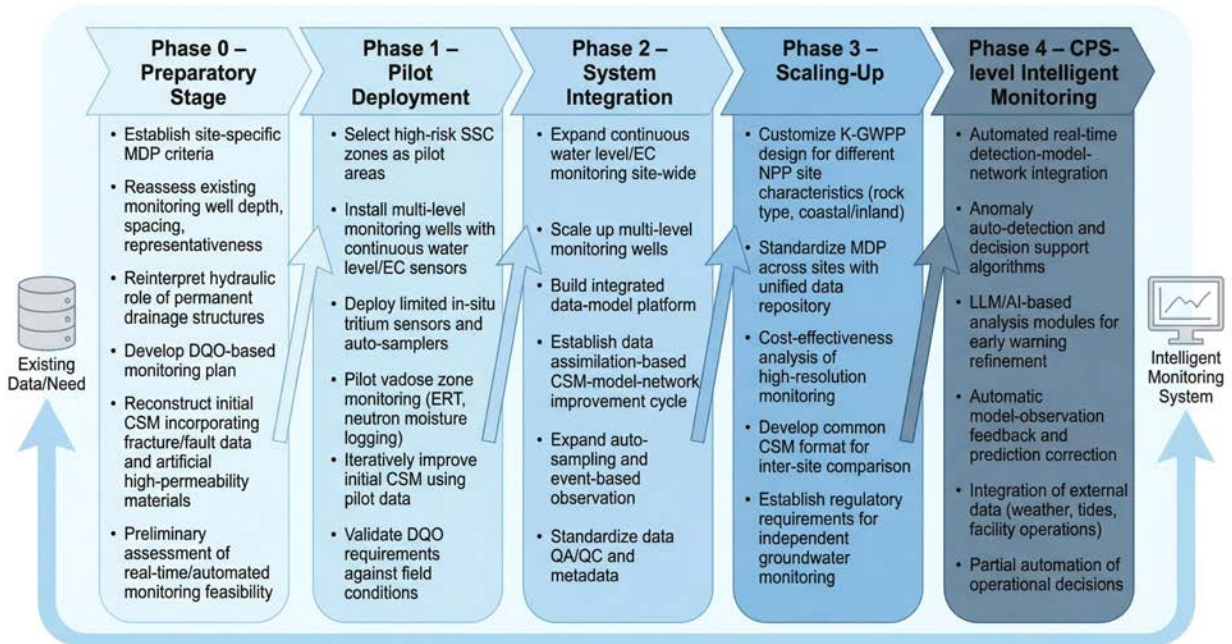 Phase 0 –
Preparatory
Stage
• Establish site-specific
MDP criteria
• Reassess existing
monitoring well depth,
spacing,
representativeness
• Reinterpret hydraulic
role of permanent
drainage structures
• Develop DQO-based
monitoring plan
• Reconstruct initial
CSM incorporating
fracture/fault data
and artificial
high-permeability
materials
• Preliminary
assessment of
real-time/automated
monitoring feasibility
Phase 1 –
Pilot
Deployment
• Select high-risk SSC
zones as pilot
areas
• Install multi-level
monitoring wells with
continuous water
level/EC sensors
• Deploy limited in-situ
tritium sensors and
auto-samplers
• Pilot vadose zone
monitoring (ERT,
neutron moisture
logging)
• Iteratively improve
initial CSM using
pilot data
• Validate DQO
requirements
against field
conditions
Phase 2 –
System
Integration
• Expand continuous
water level/EC
monitoring site-wide
• Scale up multi-level
monitoring wells
• Build integrated
data-model platform
• Establish data
assimilation-based
CSM-model-network
improvement cycle
• Expand auto-
sampling and
event-based
observation
• Standardize data
QA/QC and
metadata
Phase 3 –
Scaling-Up
• Customize K-GWPP
design for different
NPP site
characteristics (rock
type, coastal/inland)
• Standardize MDP
across sites with
unified data
repository
• Cost-effectiveness
analysis of
high-resolution
monitoring
• Develop common
CSM format for
inter-site comparison
• Establish regulatory
requirements for
independent
groundwater
monitoring
Phase 4 – CPS-
level Intelligent
Monitoring
• Automated real-time
detection-model-
network integration
• Anomaly
auto-detection and
decision support
algorithms
• LLM/AI-based
analysis modules for
early warning
refinement
• Automatic
model-observation
feedback and
prediction correction
• Integration of external
data (weather, tides,
facility operations)
• Partial automation of
operational decisions
Existing
Data/Need
Intelligent
Monitoring
System